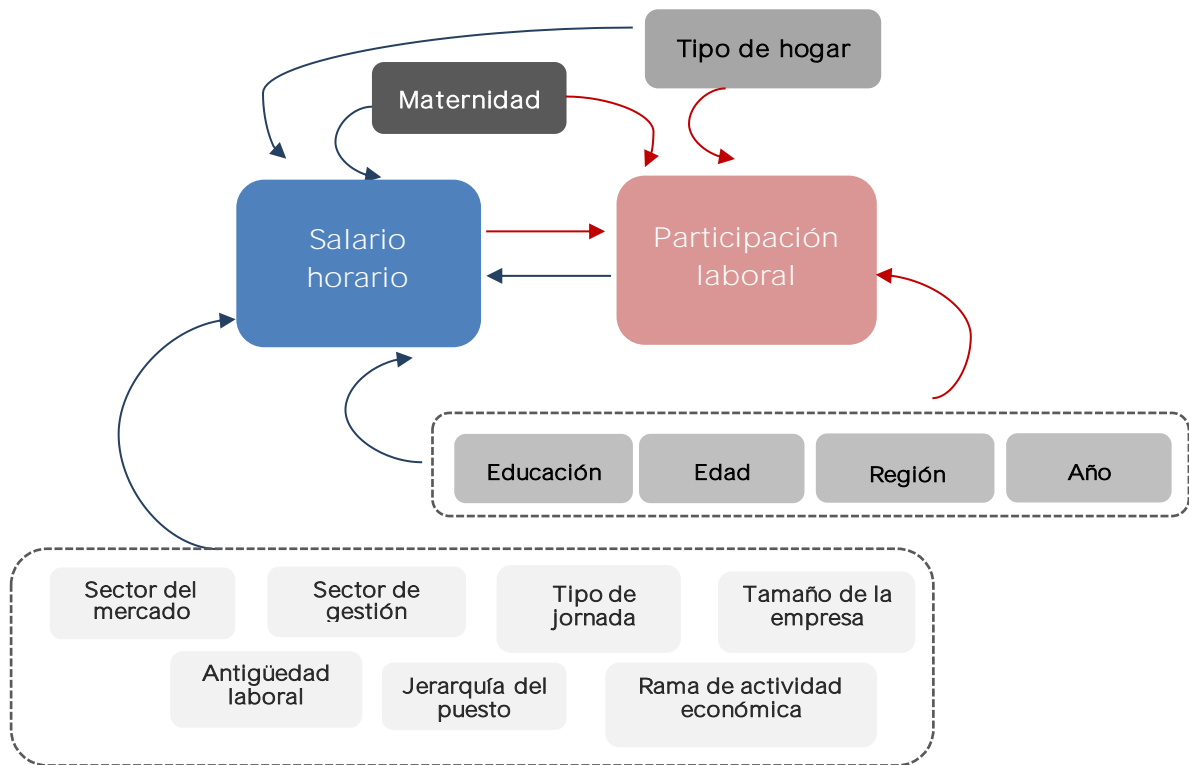 Tipo de hogar
Maternidad
Salario
horario
Participación
laboral
Educación
Edad
Región
Año
Sector del
mercado
Sector de
gestión
Tipo de
jornada
Tamaño de la
empresa
Antigüedad
laboral
Jerarquía del
puesto
Rama de actividad
económica